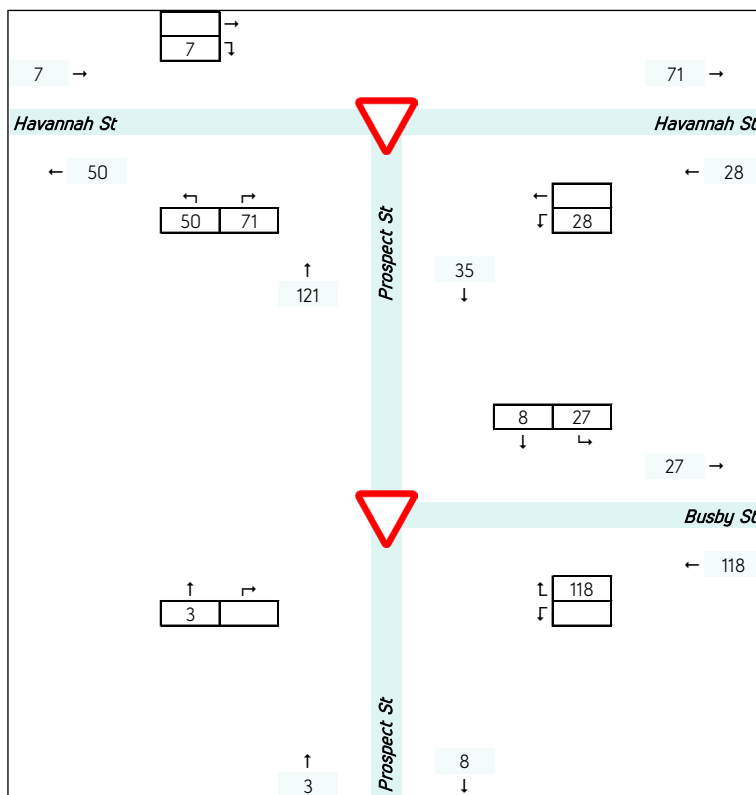 →
7 ↴
7 → 71 →
Havannah St Havannah St
← 50 ← 28
↰ ↱ ←
50 71 ↓ 28
Prospect St
↑ 35
121 ↓
8 27
↓ ↳
27 →
Busby St
← 118
↑ ↱ ↑ 118
3 ↓
Prospect St
↑ 8
3 ↓